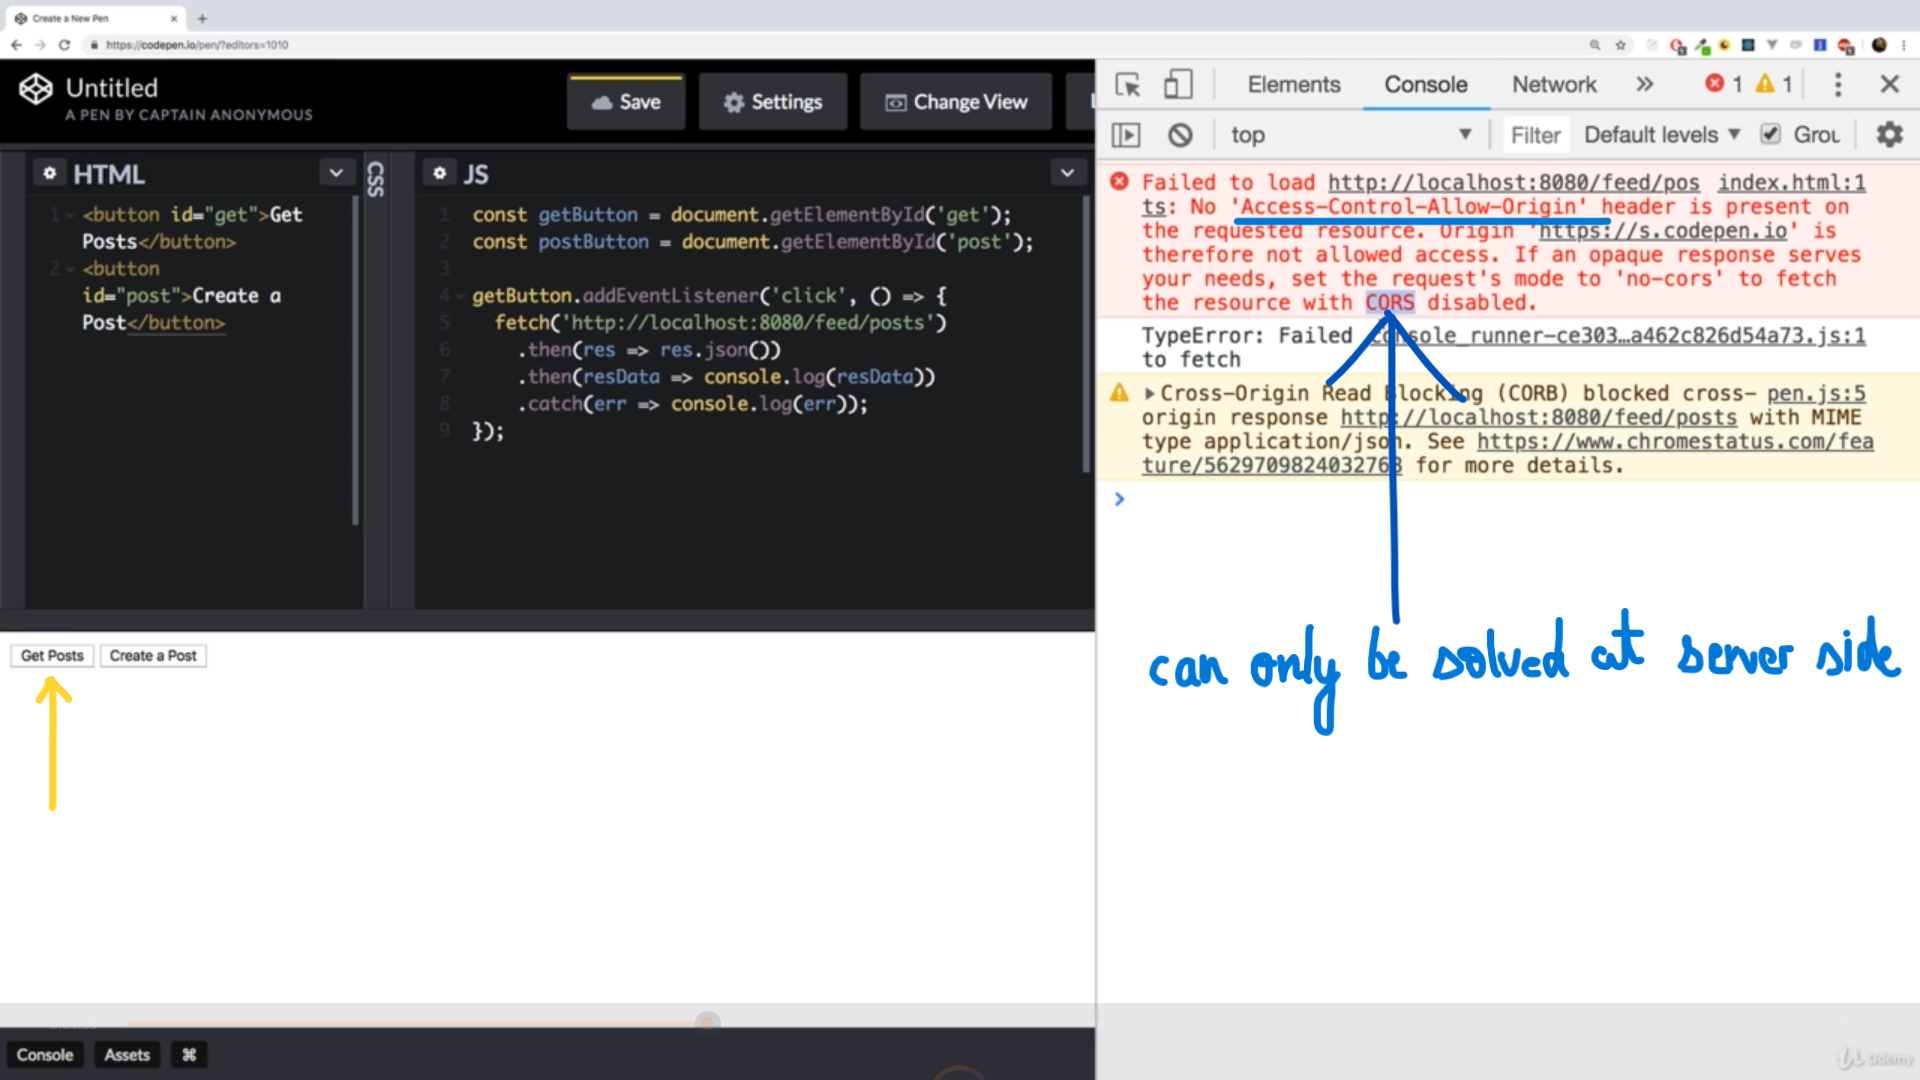 Create a New Pen
https://codepen.io/pen/?editors=1010
Untitled
A PEN BY CAPTAIN ANONYMOUS
Save
Settings
Change View
HTML
CSS
JS
1 <button id="get">Get
Posts</button>
2 <button
id="post">Create a
Post</button>
1 const getButton = document.getElementById('get');
2 const postButton = document.getElementById('post');
3
4 getButton.addEventListener('click', () => {
5 fetch('http://localhost:8080/feed/posts')
6 .then(res => res.json())
7 .then(resData => console.log(resData))
8 .catch(err => console.log(err));
9 });
Get Posts
Create a Post
Console Assets ⌘
Elements Console Network » 1 1
top Filter Default levels Grou
Failed to load http://localhost:8080/feed/pos index.html:1
ts: No 'Access-Control-Allow-Origin' header is present on
the requested resource. Origin 'https://s.codepen.io' is
therefore not allowed access. If an opaque response serves
your needs, set the request's mode to 'no-cors' to fetch
the resource with CORS disabled.
TypeError: Failed console_runner-ce303…a462c826d54a73.js:1
to fetch
Cross-Origin Read Blocking (CORB) blocked cross- pen.js:5
origin response http://localhost:8080/feed/posts with MIME
type application/json. See https://www.chromestatus.com/fea
ture/5629709824032768 for more details.
can only be solved at server side
Udemy